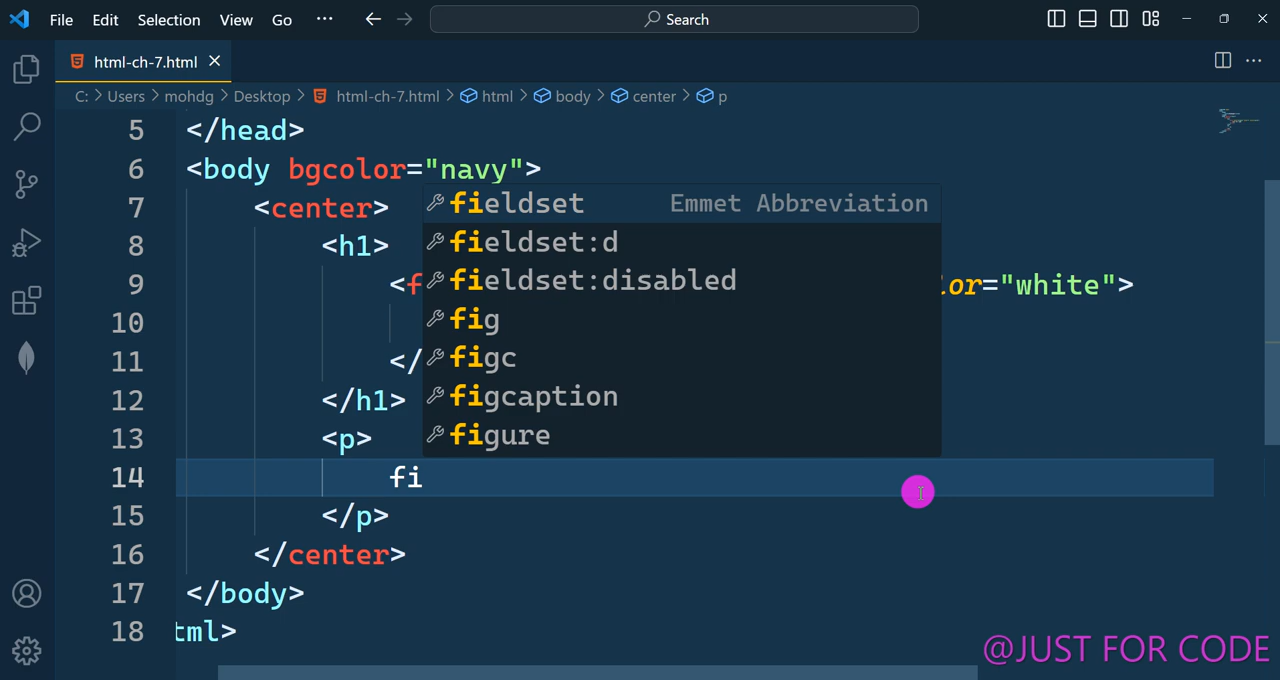 File Edit Selection View Go ··· Search
html-ch-7.html
C: > Users > mohdg > Desktop > html-ch-7.html > html > body > center > p
5 </head>
6 <body bgcolor="navy">
7 <center>
8 <h1>
9 <f or="white">
10
11 </
12 </h1>
13 <p>
14 fi
15 </p>
16 </center>
17 </body>
18 tml>
fieldset Emmet Abbreviation
fieldset:d
fieldset:disabled
fig
figc
figcaption
figure
@JUST FOR CODE